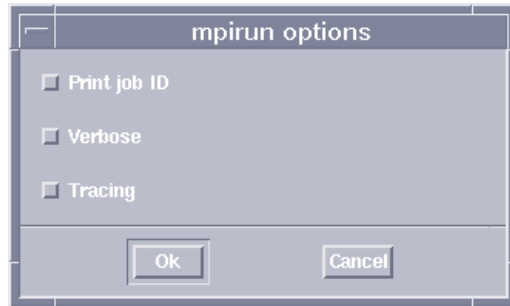 mpirun options
Print job ID
Verbose
Tracing
Ok Cancel